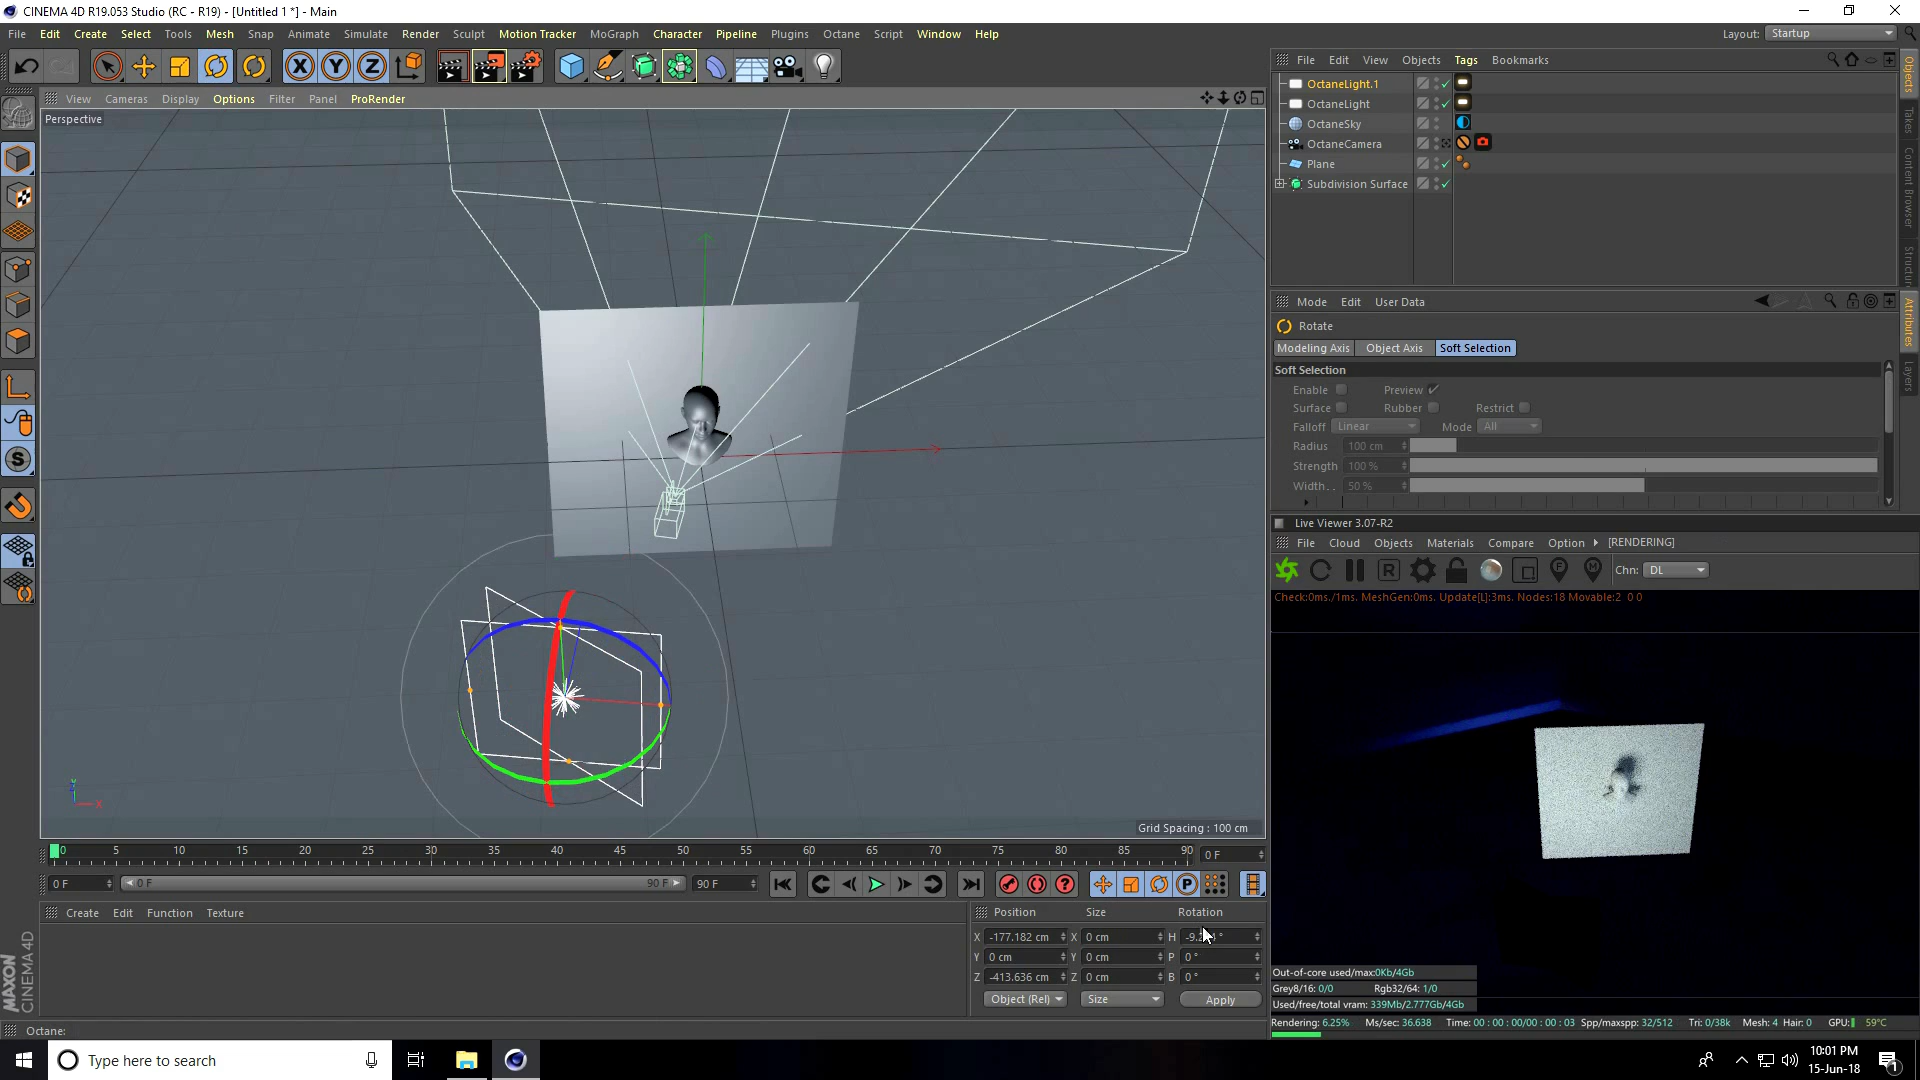 CINEMA 4D R19.053 Studio (RC - R19) - [Untitled 1 *] - Main
File Edit Create Select Tools Mesh Snap Animate Simulate Render Sculpt Motion Tracker MoGraph Character Pipeline Plugins Octane Script Window Help
Layout: Startup
File Edit View Objects Tags Bookmarks
View Cameras Display Options Filter Panel ProRender
Perspective
OctaneLight.1
OctaneLight
OctaneSky
OctaneCamera
Plane
Subdivision Surface
Objects
Takes
Content Browser
Structure
Mode Edit User Data
Rotate
Modeling Axis Object Axis Soft Selection
Soft Selection
Enable Preview
Surface Rubber Restrict
Falloff Linear Mode All
Radius 100 cm
Strength 100 %
Width.. 50 %
Attributes
Layers
Live Viewer 3.07-R2
File Cloud Objects Materials Compare Option [RENDERING]
Chn: DL
Check:0ms./1ms. MeshGen:0ms. Update[L]:3ms. Nodes:18 Movable:2 0 0
Y
Z
X
Grid Spacing : 100 cm
0 5 10 15 20 25 30 35 40 45 50 55 60 65 70 75 80 85 90 0 F
0 F 0 F 90 F 90 F
Create Edit Function Texture
Position Size Rotation
X -177.182 cm X 0 cm H
Y 0 cm Y 0 cm P 0 °
Z -413.636 cm Z 0 cm B 0 °
Object (Rel) Size Apply
MAXON
CINEMA 4D
Octane:
Out-of-core used/max:0Kb/4Gb
Grey8/16: 0/0 Rgb32/64: 1/0
Used/free/total vram: 339Mb/2.777Gb/4Gb
Rendering: 6.25% Ms/sec: 36.638 Time: 00 : 00 : 00/00 : 00 : 03 Spp/maxspp: 32/512 Tri: 0/38k Mesh: 4 Hair: 0 GPU: 59°C
Type here to search
10:01 PM
15-Jun-18
1